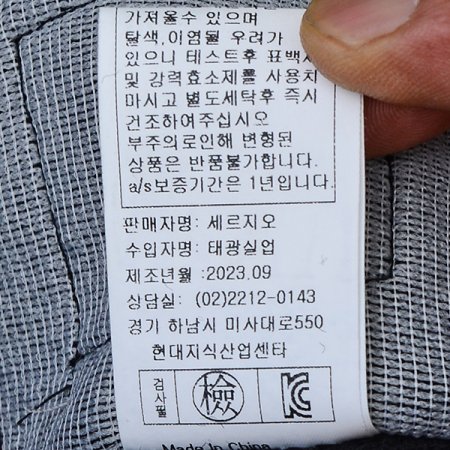 가져올수 있으며
탈색,이염될 우려가
있으니 테스트후 표백제
및 강력효소제를 사용치
마시고 별도세탁후 즉시
건조하여주십시오
부주의로인해 변형된
상품은 반품불가합니다.
a/s보증기간은 1년입니다.
판매자명: 세르지오
수입자명: 태광실업
제조년월 :2023.09
상담실: (02)2212-0143
경기 하남시 미사대로550
현대지식산업센타
검사필 檢 KC
Made In China